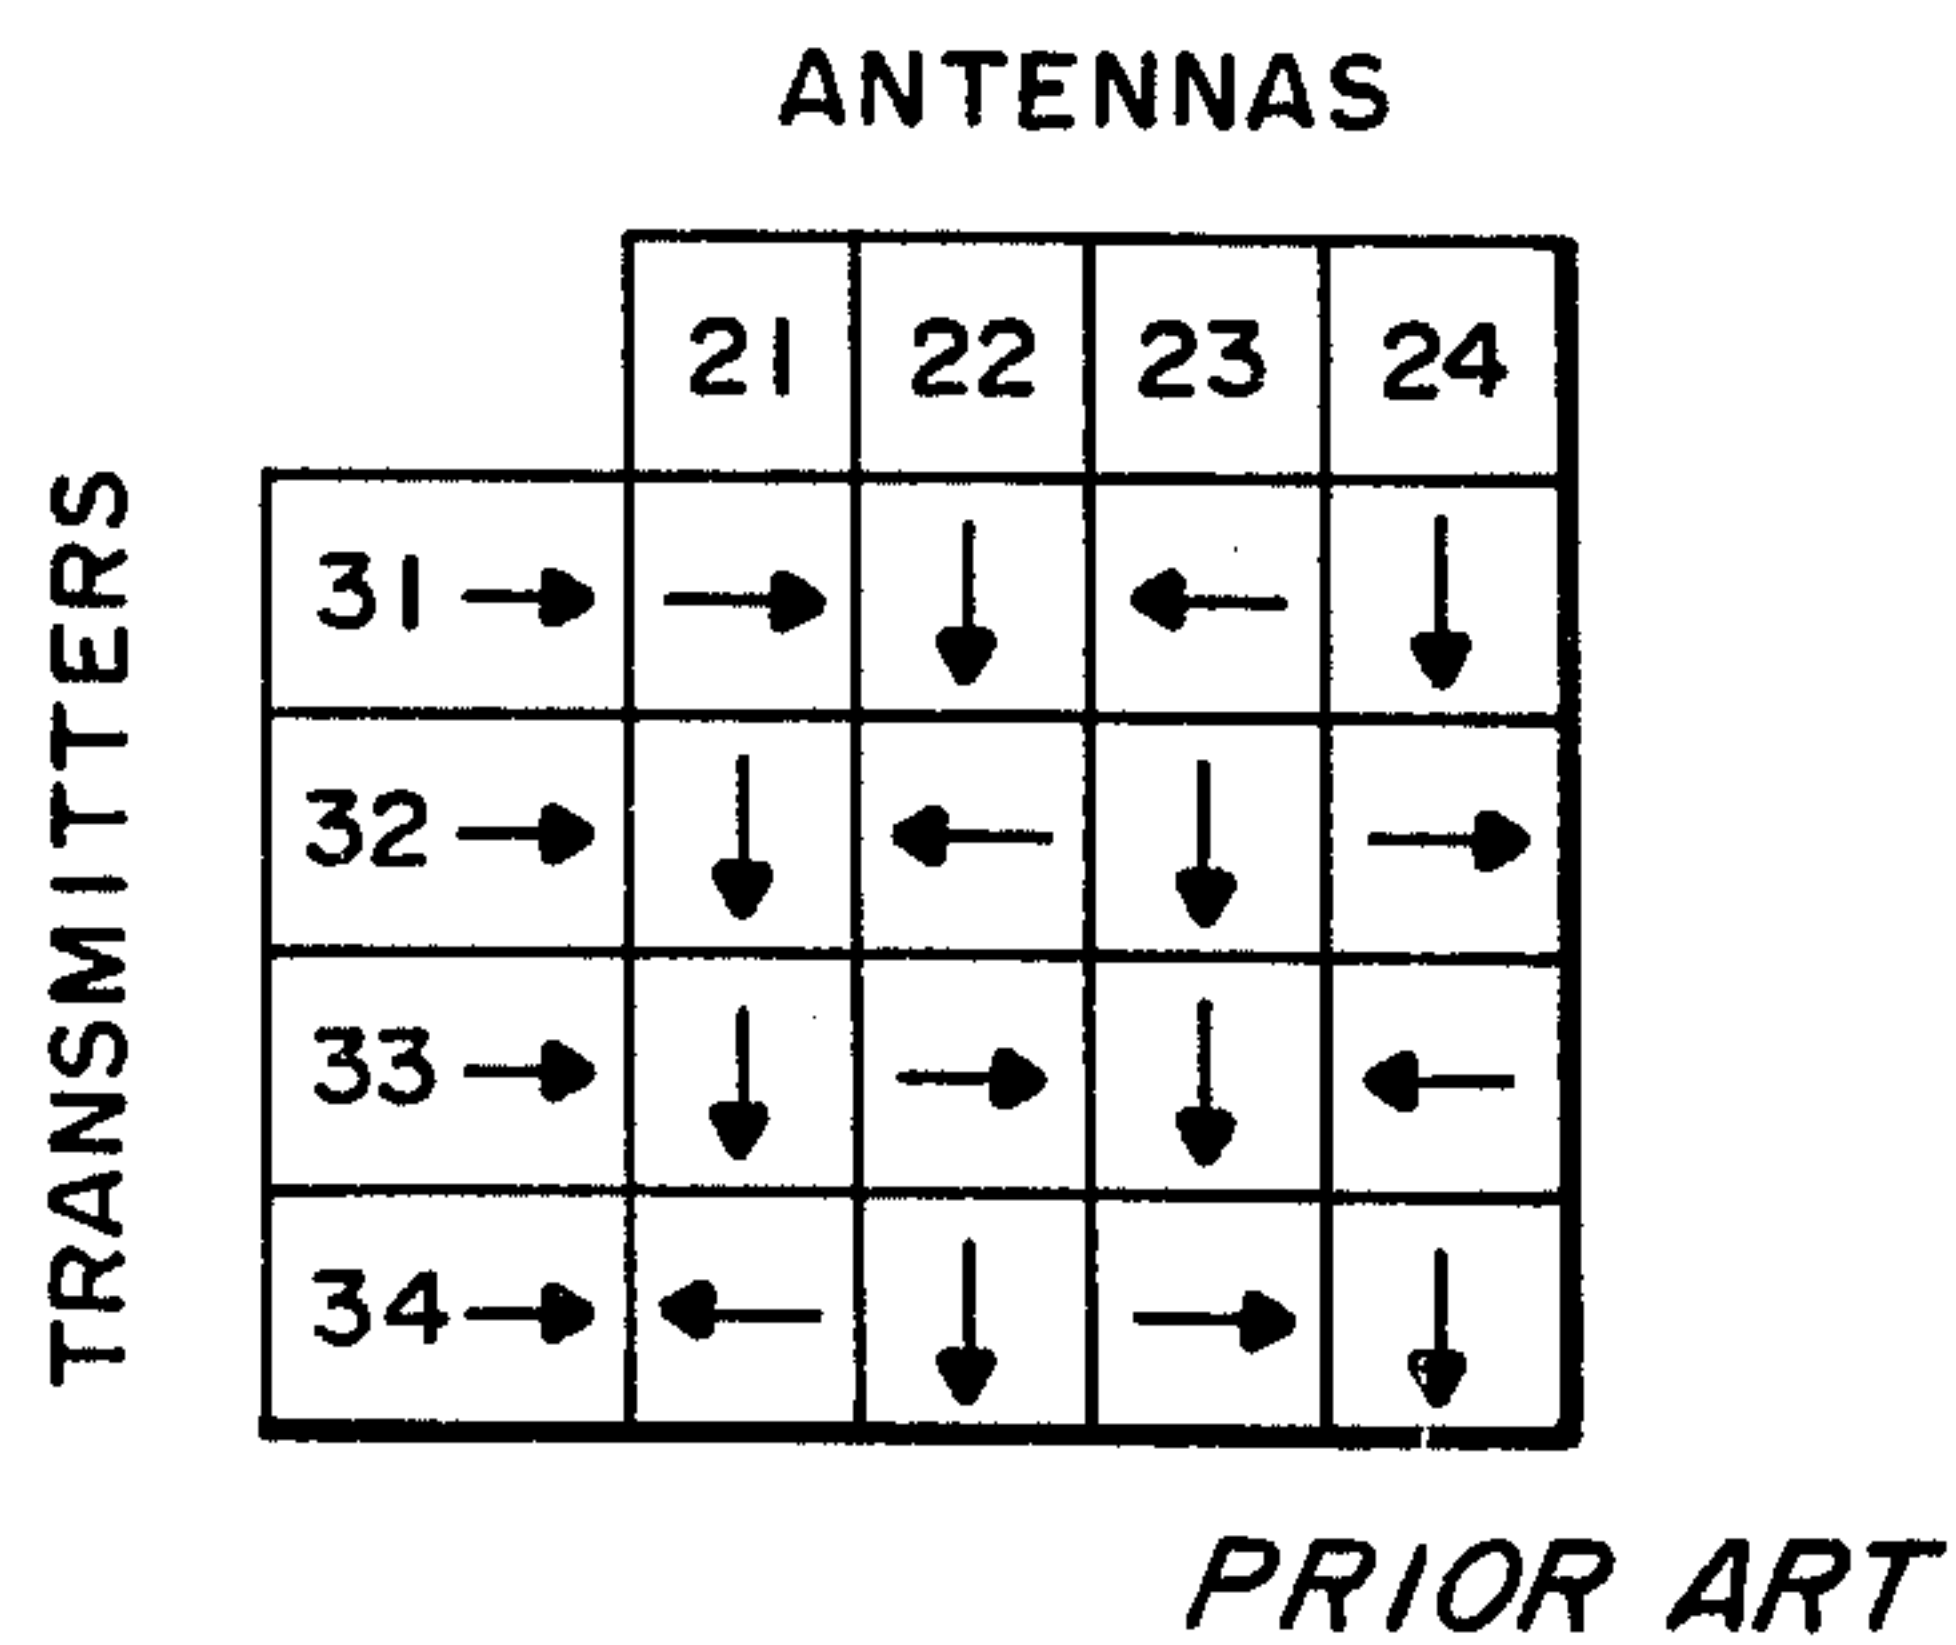 ANTENNAS
21 22 23 24
TRANSMITTERS
31 → → ↓ ← ↓
32 → ↓ ← ↓ →
33 → ↓ → ↓ ←
34 → ← ↓ → ↓
PRIOR ART